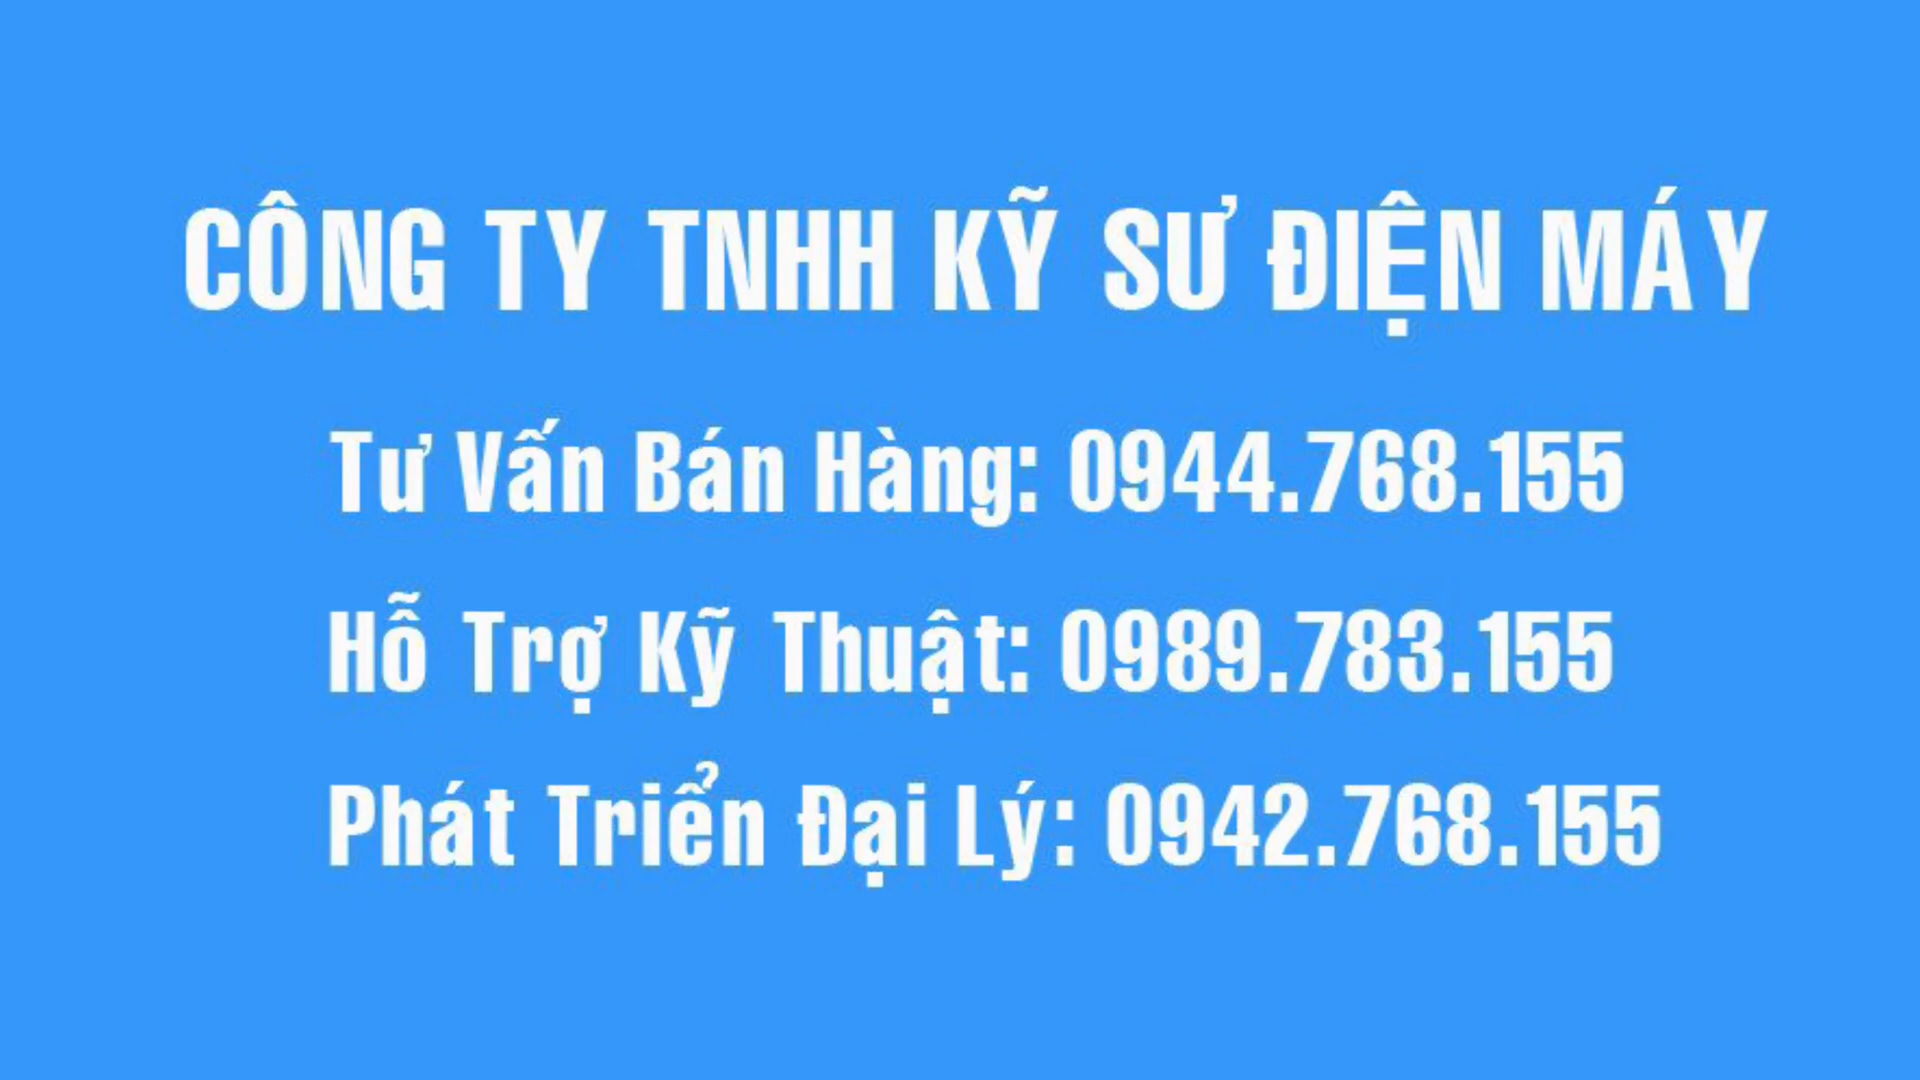 CÔNG TY TNHH KỸ SƯ ĐIỆN MÁY
Tư Vấn Bán Hàng: 0944.768.155
Hỗ Trợ Kỹ Thuật: 0989.783.155
Phát Triển Đại Lý: 0942.768.155